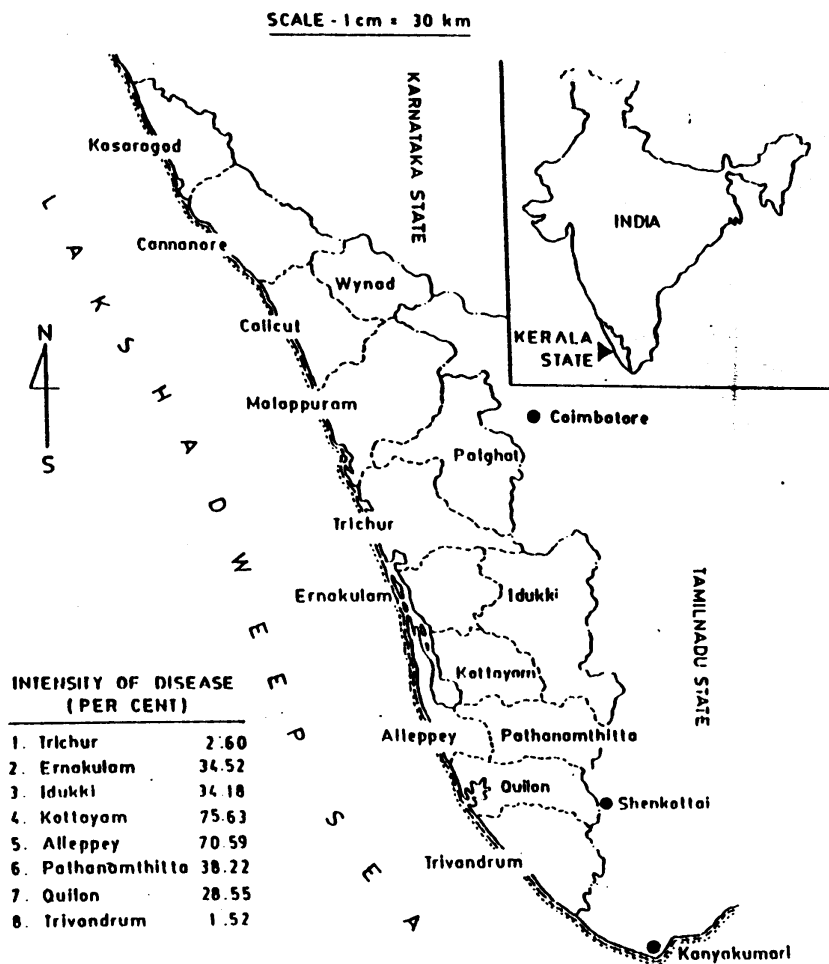 SCALE - 1 cm = 30 km
KARNATAKA STATE
Kasaragod
INDIA
Cannanore
Wynad
Calicut
KERALA
STATE
N
S
Malappuram
Coimbatore
Palghat
Trichur
LAKSHADWEEP SEA
Ernakulam
Idukki
TAMILNADU STATE
Kottayam
INTENSITY OF DISEASE
(PER CENT)
1. Trichur 2.60
2. Ernakulam 34.52
3. Idukki 34.18
4. Kottayam 75.63
5. Alleppey 70.59
6. Pathanamthitta 38.22
7. Quilon 28.55
8. Trivandrum 1.52
Alleppey
Pathanamthitta
Quilon
Shenkottai
Trivandrum
Kanyakumari